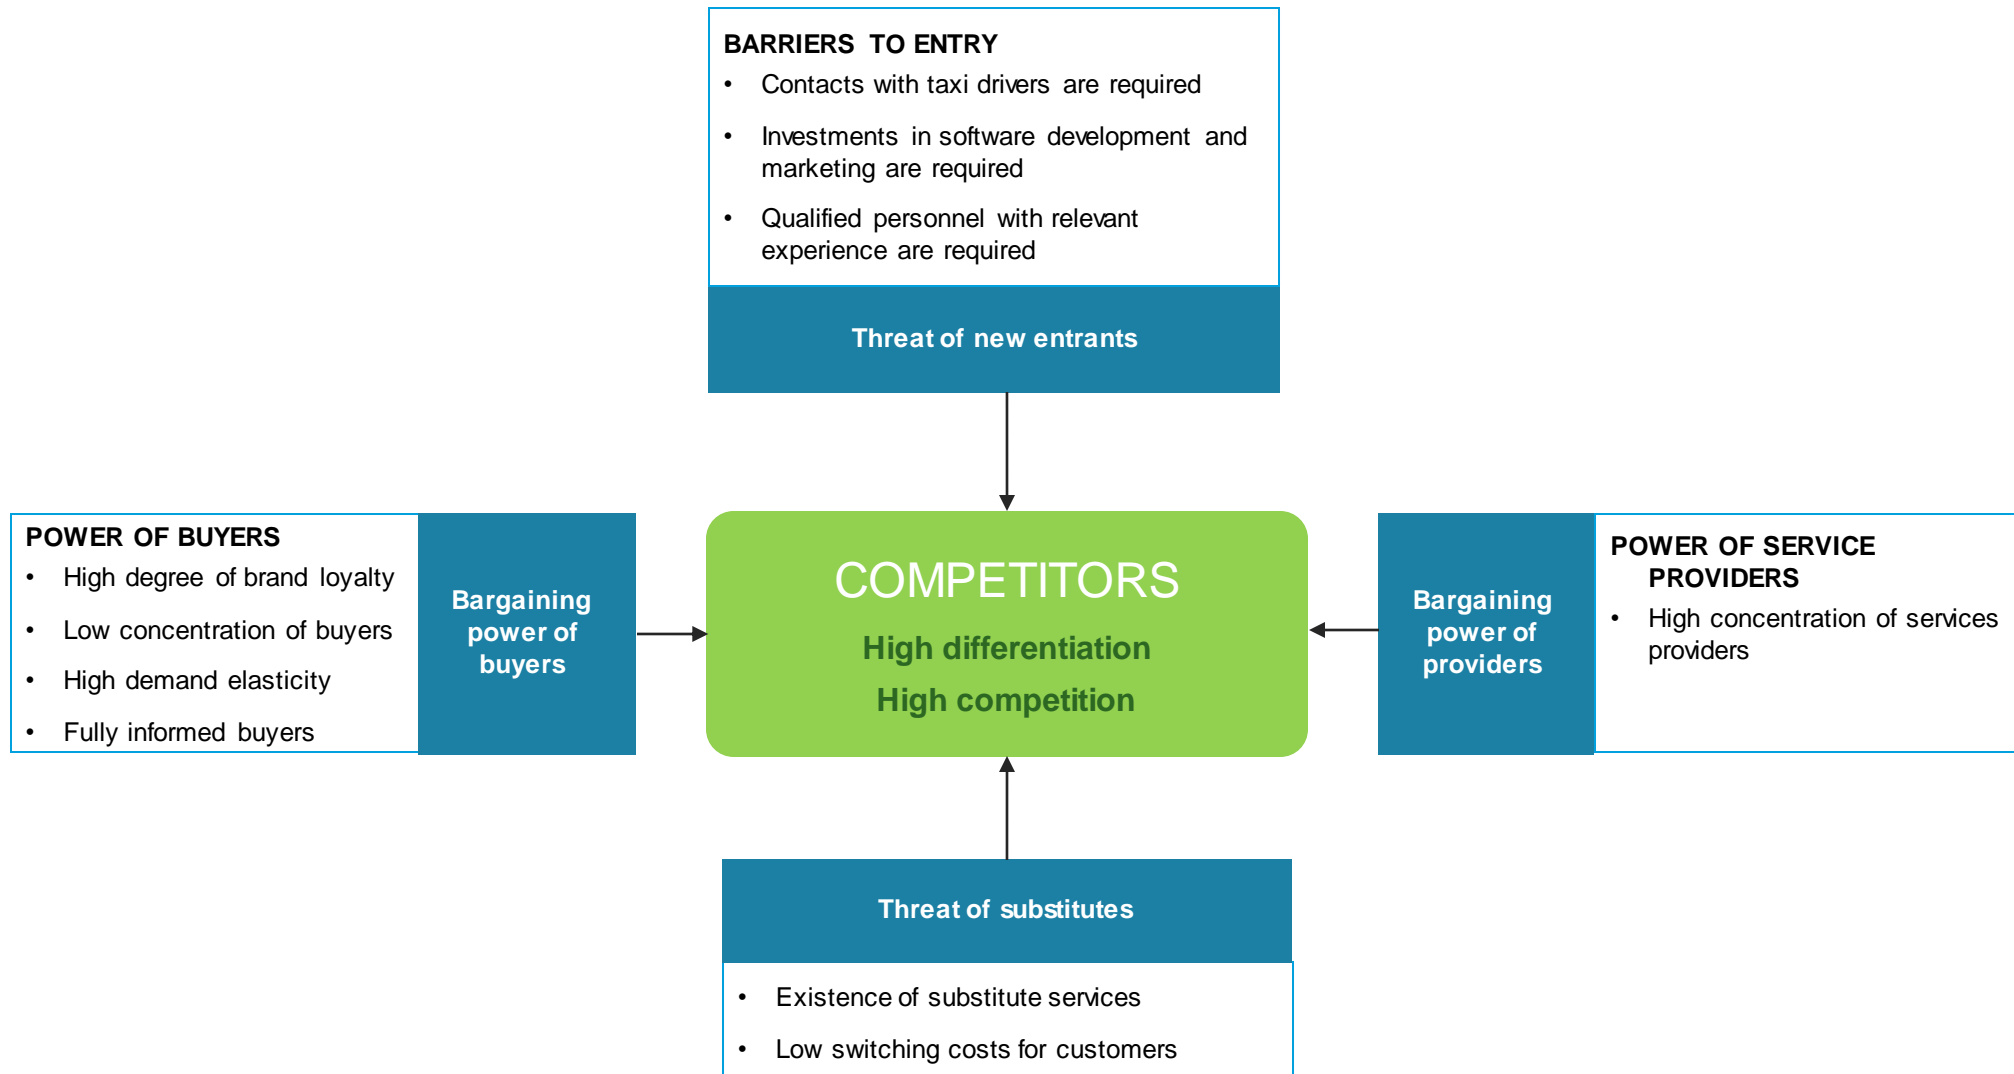 BARRIERS TO ENTRY
• Contacts with taxi drivers are required
• Investments in software development and
marketing are required
• Qualified personnel with relevant
experience are required
Threat of new entrants
POWER OF BUYERS
• High degree of brand loyalty
• Low concentration of buyers
• High demand elasticity
• Fully informed buyers
Bargaining
power of
buyers
COMPETITORS
High differentiation
High competition
Bargaining
power of
providers
POWER OF SERVICE
PROVIDERS
• High concentration of services
providers
Threat of substitutes
• Existence of substitute services
• Low switching costs for customers